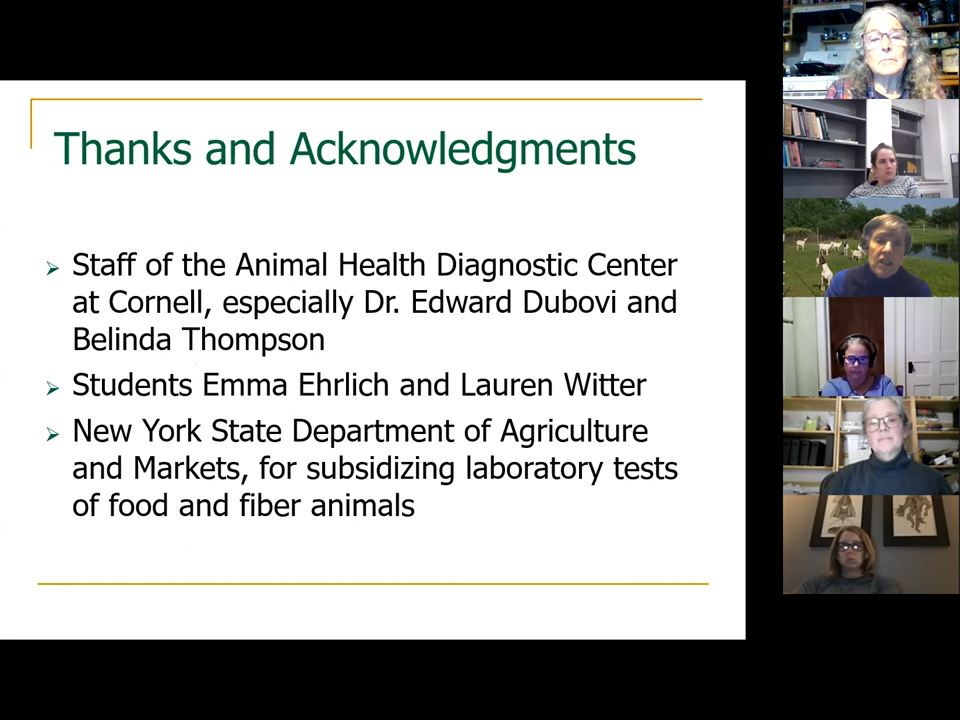 Thanks and Acknowledgments
Staff of the Animal Health Diagnostic Center
at Cornell, especially Dr. Edward Dubovi and
Belinda Thompson
Students Emma Ehrlich and Lauren Witter
New York State Department of Agriculture
and Markets, for subsidizing laboratory tests
of food and fiber animals